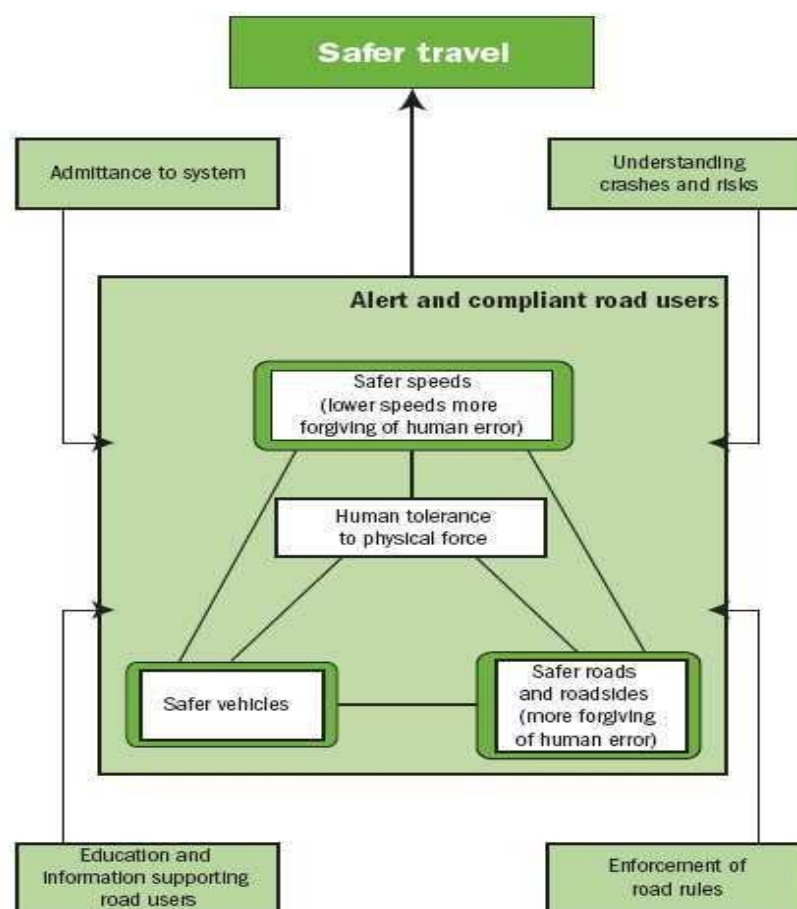 Safer travel
Admittance to system
Understanding
crashes and risks
Alert and compliant road users
Safer speeds
(lower speeds more
forgiving of human error)
Human tolerance
to physical force
Safer vehicles
Safer roads
and roadsides
(more forgiving
of human error)
Education and
information supporting
road users
Enforcement of
road rules